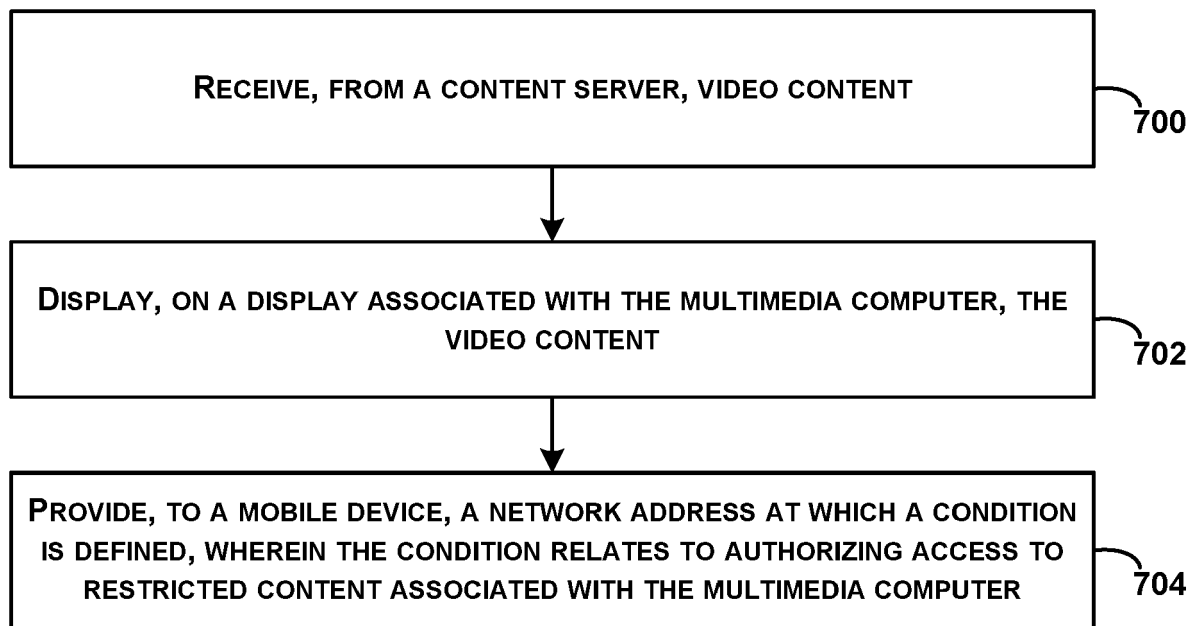 RECEIVE, FROM A CONTENT SERVER, VIDEO CONTENT
700
DISPLAY, ON A DISPLAY ASSOCIATED WITH THE MULTIMEDIA COMPUTER, THE
VIDEO CONTENT
702
PROVIDE, TO A MOBILE DEVICE, A NETWORK ADDRESS AT WHICH A CONDITION
IS DEFINED, WHEREIN THE CONDITION RELATES TO AUTHORIZING ACCESS TO
RESTRICTED CONTENT ASSOCIATED WITH THE MULTIMEDIA COMPUTER
704